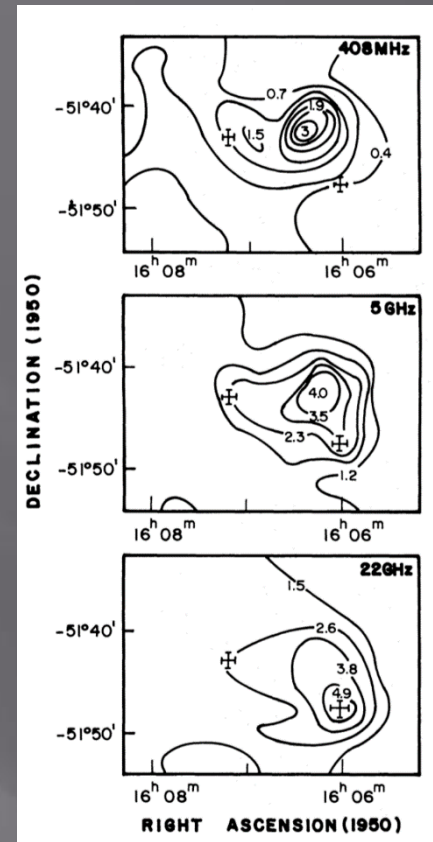 408MHz
0.7
-51°40'
1.9
1.5
3
0.4
-51°50'
16ʰ08ᵐ
16ʰ06ᵐ
5GHz
-51°40'
4.0
3.5
2.3
-51°50'
1.2
16ʰ08ᵐ
16ʰ06ᵐ
22GHz
1.5
-51°40'
2.6
3.8
4.9
-51°50'
16ʰ08ᵐ
16ʰ06ᵐ
DECLINATION (1950)
RIGHT ASCENSION (1950)